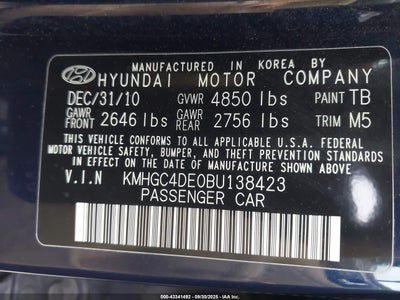 MANUFACTURED IN KOREA BY
HYUNDAI MOTOR COMPANY
DEC/31/10 GVWR 4850 lbs PAINT TB
GAWR FRONT 2646 lbs GAWR REAR 2756 lbs TRIM M5
THIS VEHICLE CONFORMS TO ALL APPLICABLE U.S.A. FEDERAL
MOTOR VEHICLE SAFETY, BUMPER, AND THEFT PREVENTION
STANDARDS IN EFFECT ON THE DATE OF MANUFACTURE SHOWN ABOVE
V.I.N KMHGC4DE0BU138423
PASSENGER CAR
000-43341492 - 09/30/2025 - IAAI.COM